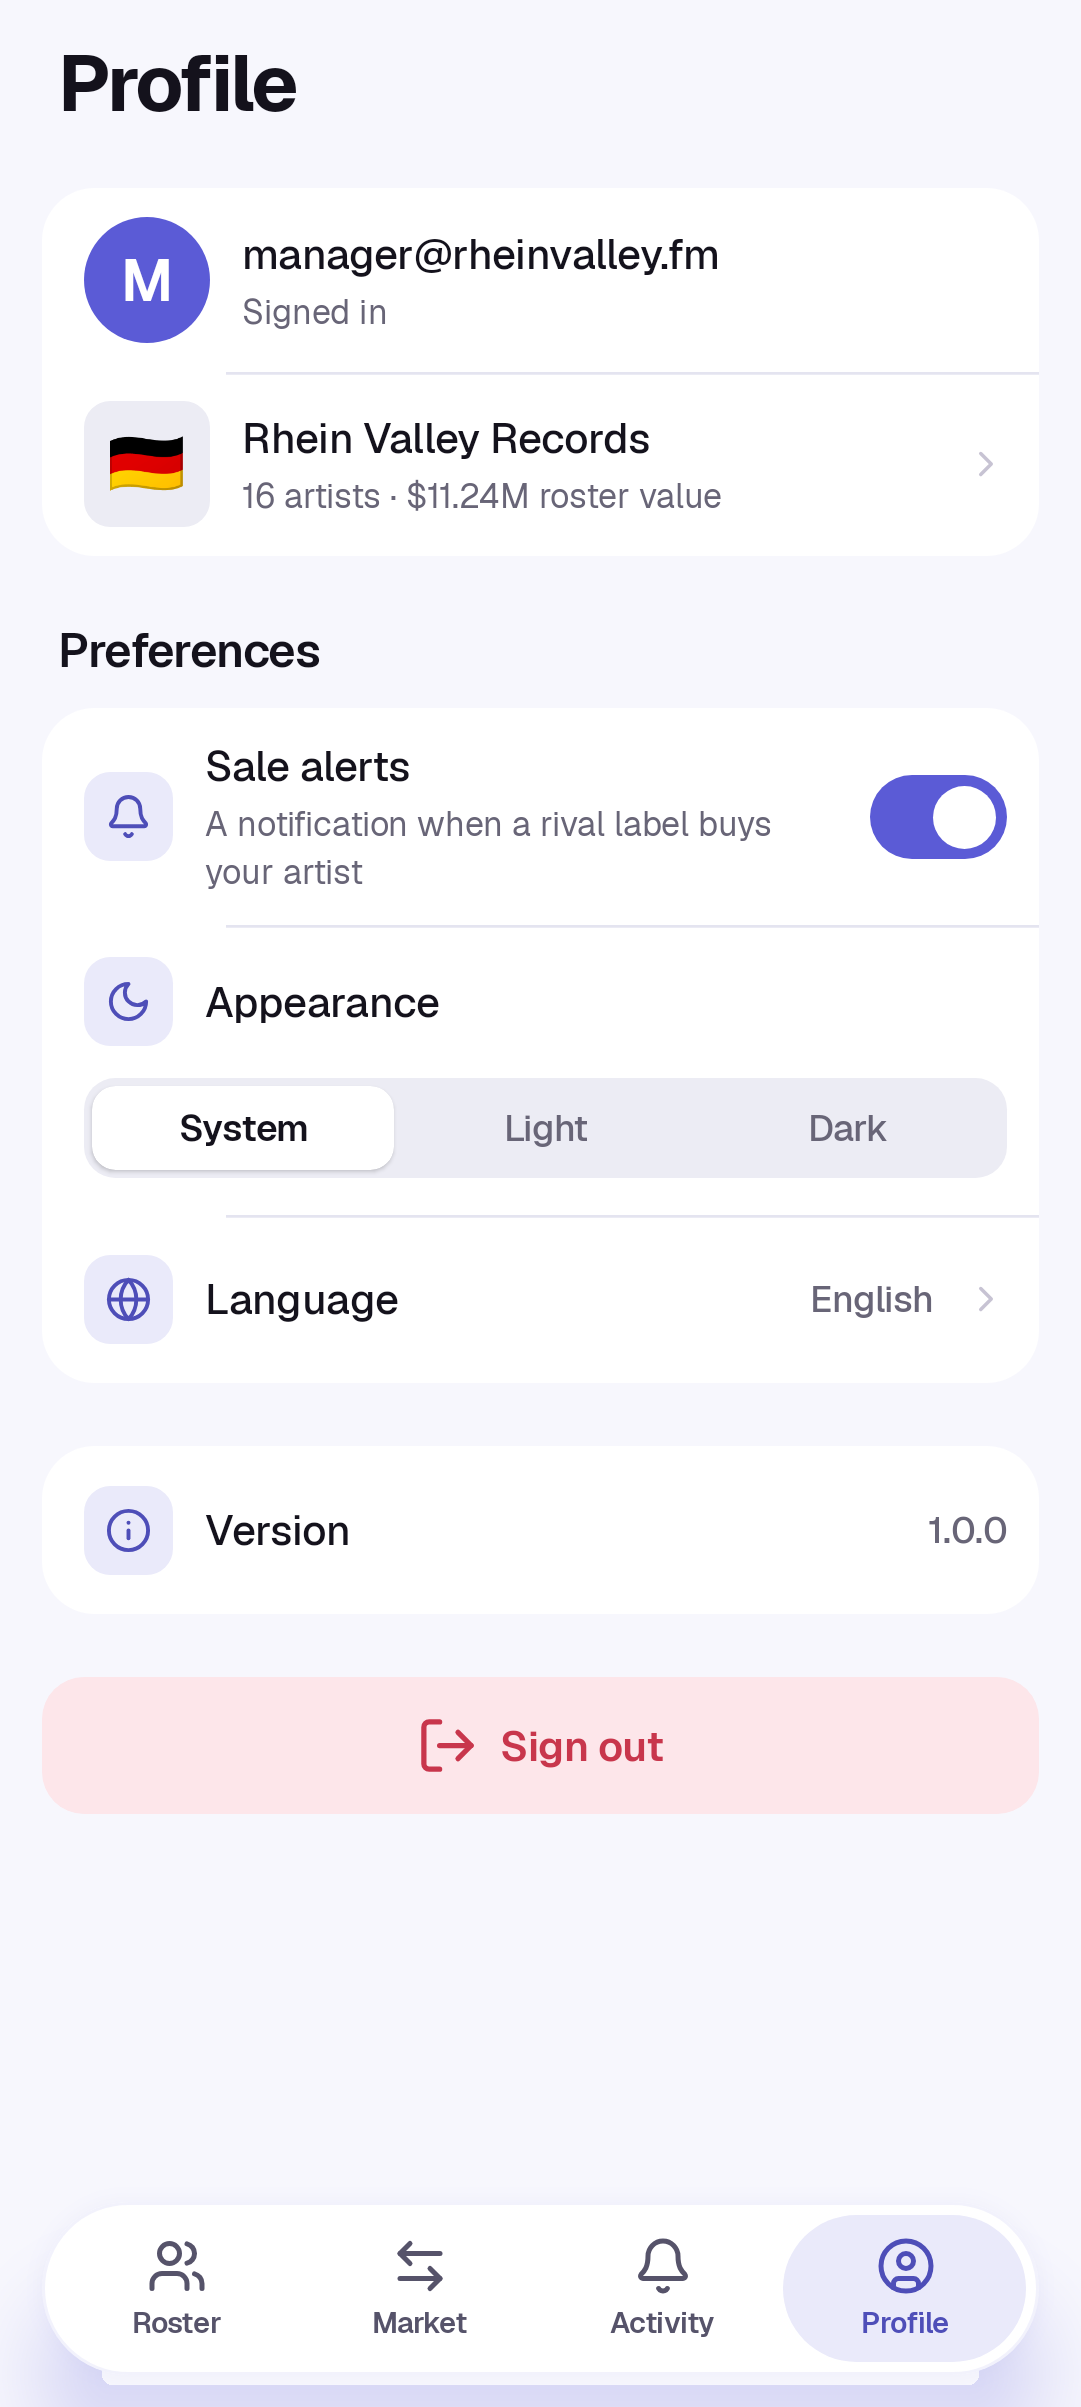 Profile
M
manager@rheinvalley.fm
Signed in
Rhein Valley Records
16 artists · $11.24M roster value
Preferences
Sale alerts
A notification when a rival label buys
your artist
Appearance
System Light Dark
Language English
Version 1.0.0
Sign out
Roster Market Activity Profile